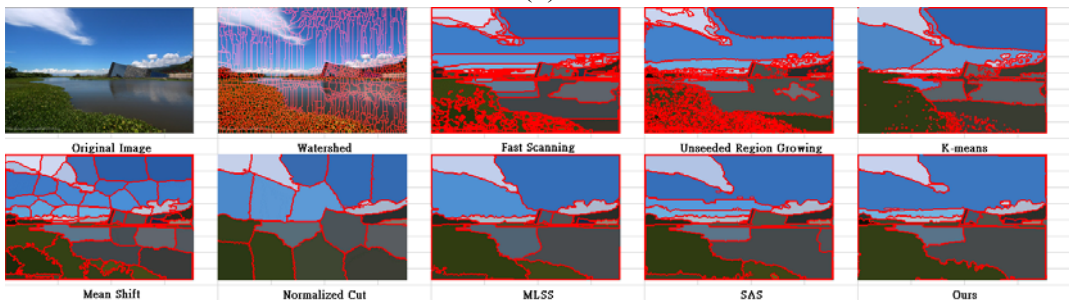 Original Image
Watershed
Fast Scanning
Unseeded Region Growing
K-means
Mean Shift
Normalized Cut
MLSS
SAS
Ours